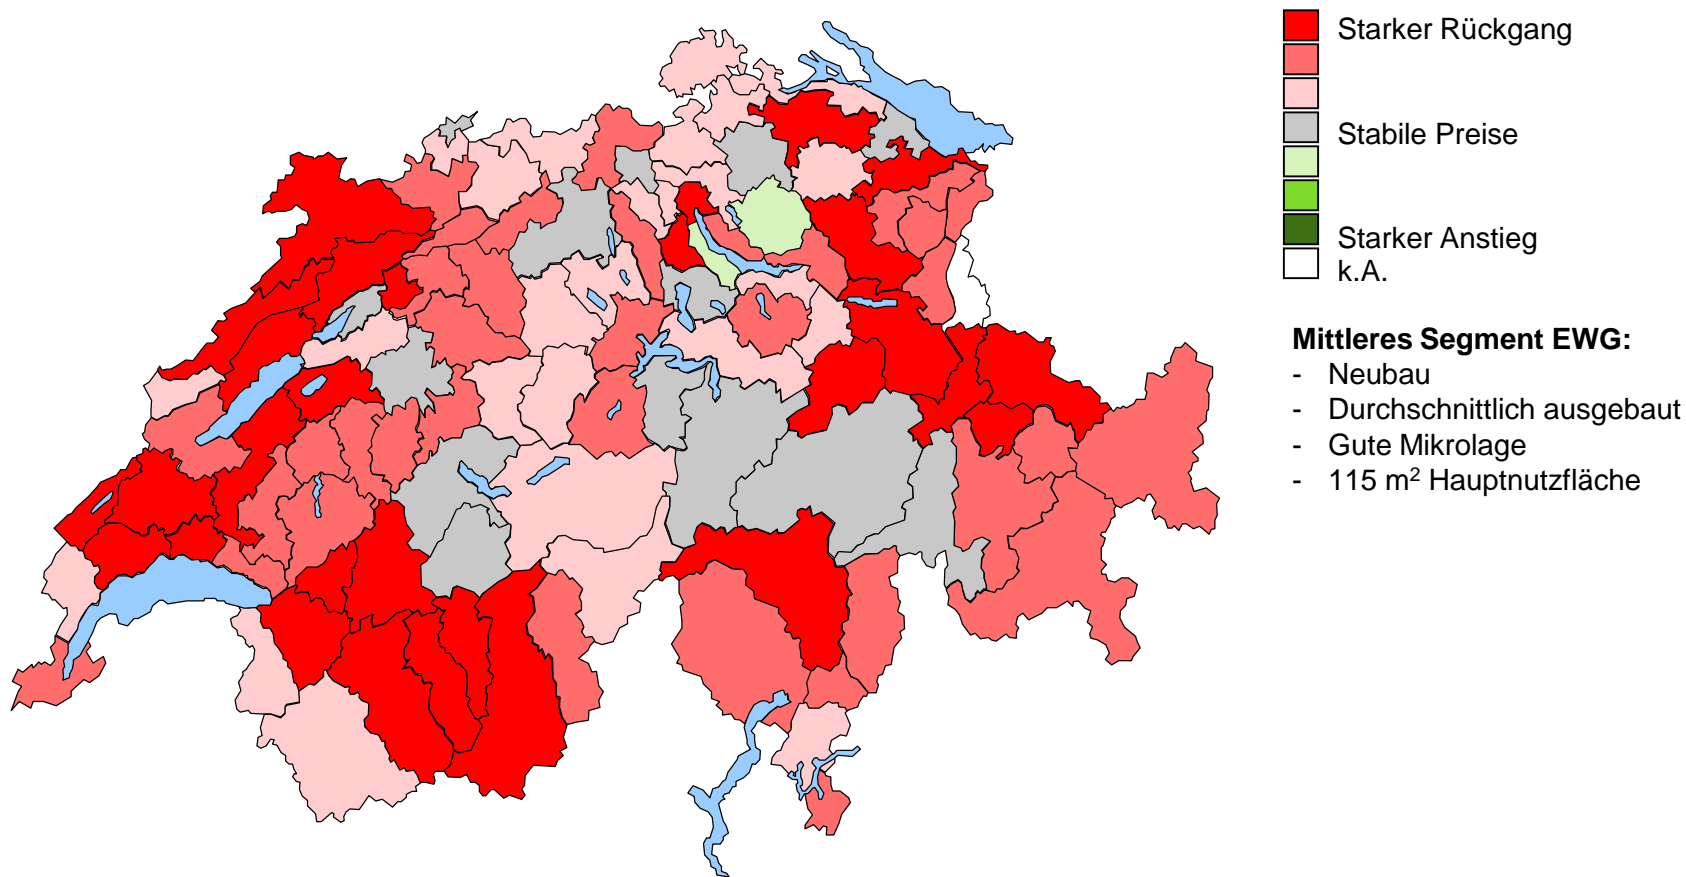 Starker Rückgang
Stabile Preise
Starker Anstieg
k.A.
Mittleres Segment EWG:
- Neubau
- Durchschnittlich ausgebaut
- Gute Mikrolage
- 115 m² Hauptnutzfläche